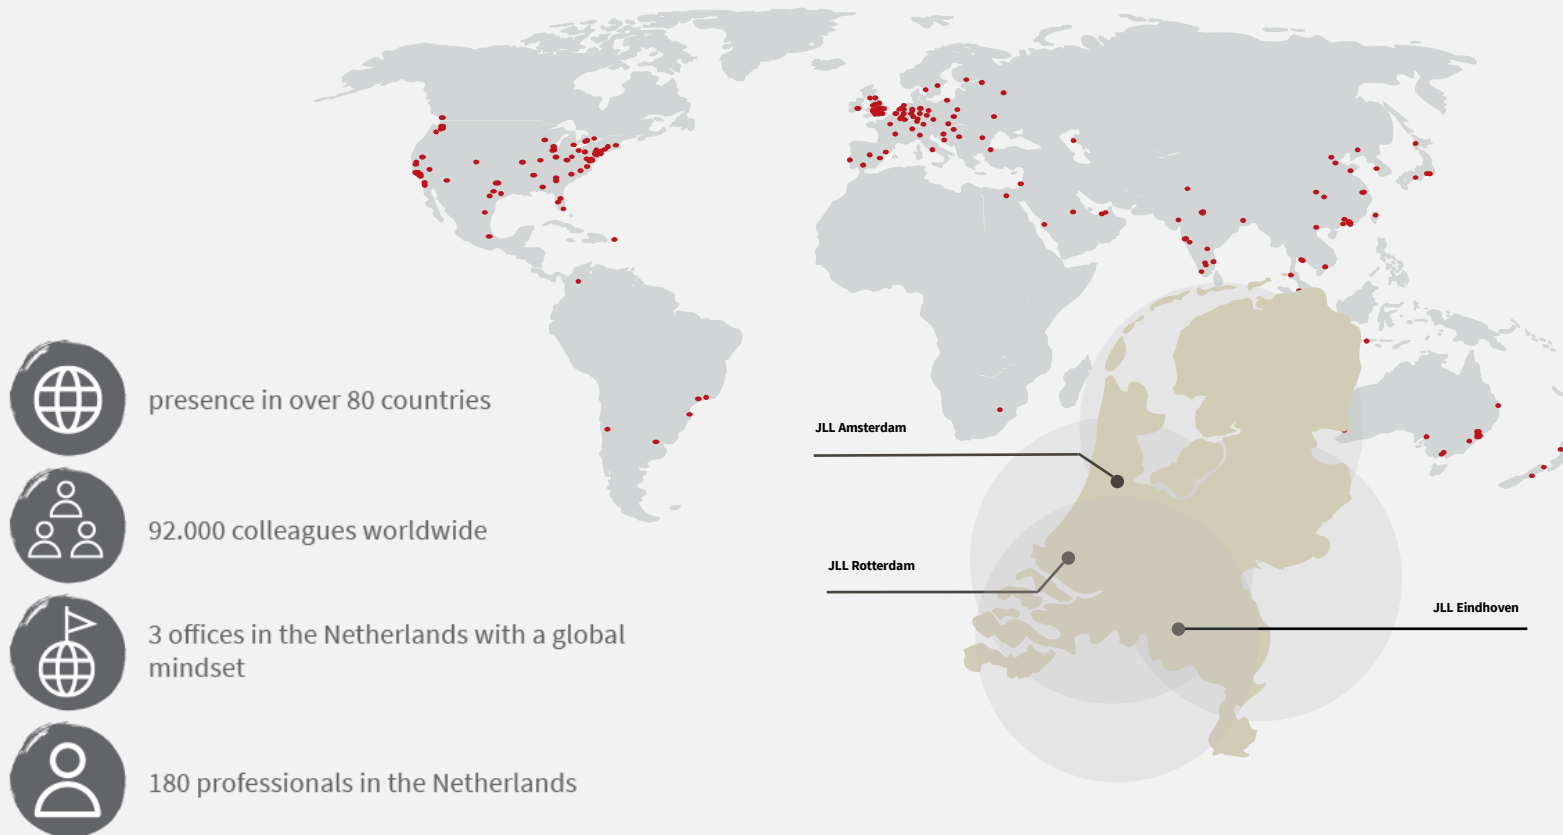 presence in over 80 countries
92.000 colleagues worldwide
3 offices in the Netherlands with a global
mindset
180 professionals in the Netherlands
JLL Amsterdam
JLL Rotterdam
JLL Eindhoven